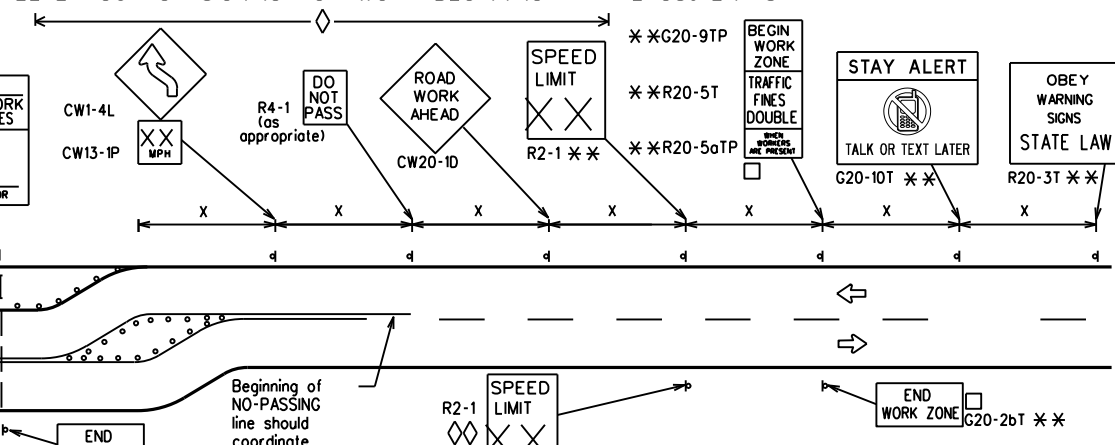 CW1-4L
XX
MPH
CW13-1P
R4-1
(as
appropriate)
DO
NOT
PASS
ROAD
WORK
AHEAD
CW20-1D
SPEED
LIMIT
X X
R2-1 **
**G20-9TP
**R20-5T
**R20-5aTP
BEGIN
WORK
ZONE
TRAFFIC
FINES
DOUBLE
WHEN
WORKERS
ARE PRESENT
STAY ALERT
TALK OR TEXT LATER
G20-10T **
OBEY
WARNING
SIGNS
STATE LAW
R20-3T **
X X X X X X X
Beginning of
NO-PASSING
line should
coordinate
R2-1
SPEED
LIMIT
X X
END
WORK ZONE
G20-2bT **
END